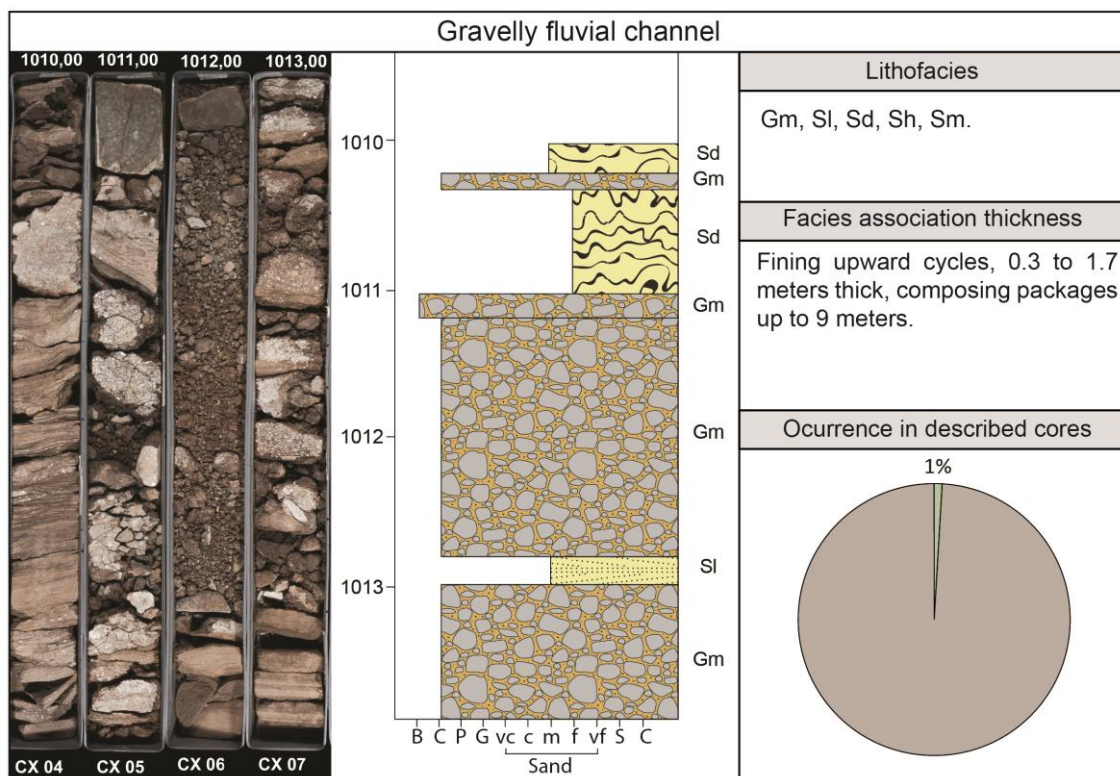 Gravelly fluvial channel
1010,00 1011,00 1012,00 1013,00
CX 04 CX 05 CX 06 CX 07
1010
1011
1012
1013
Sd
Gm
Sd
Gm
Gm
Sl
Gm
B C P G vc c m f vf S C
Sand
Lithofacies
Gm, Sl, Sd, Sh, Sm.
Facies association thickness
Fining upward cycles, 0.3 to 1.7
meters thick, composing packages
up to 9 meters.
Ocurrence in described cores
1%